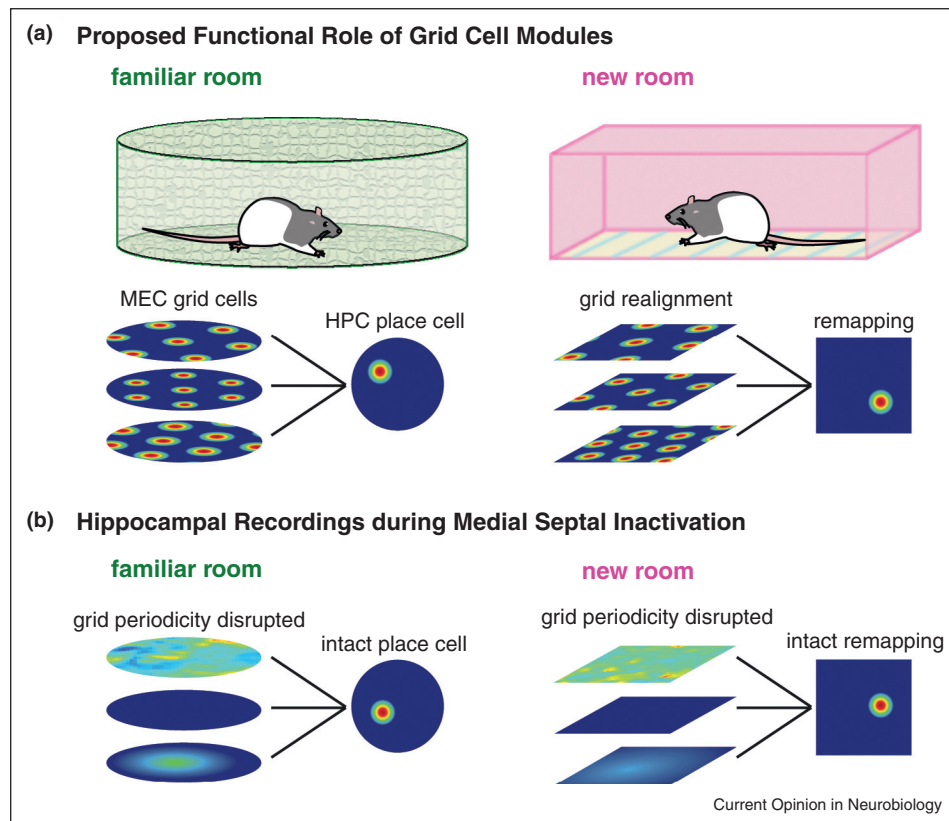 (a) Proposed Functional Role of Grid Cell Modules
familiar room
new room
MEC grid cells
HPC place cell
grid realignment
remapping
(b) Hippocampal Recordings during Medial Septal Inactivation
familiar room
new room
grid periodicity disrupted
intact place cell
grid periodicity disrupted
intact remapping
Current Opinion in Neurobiology